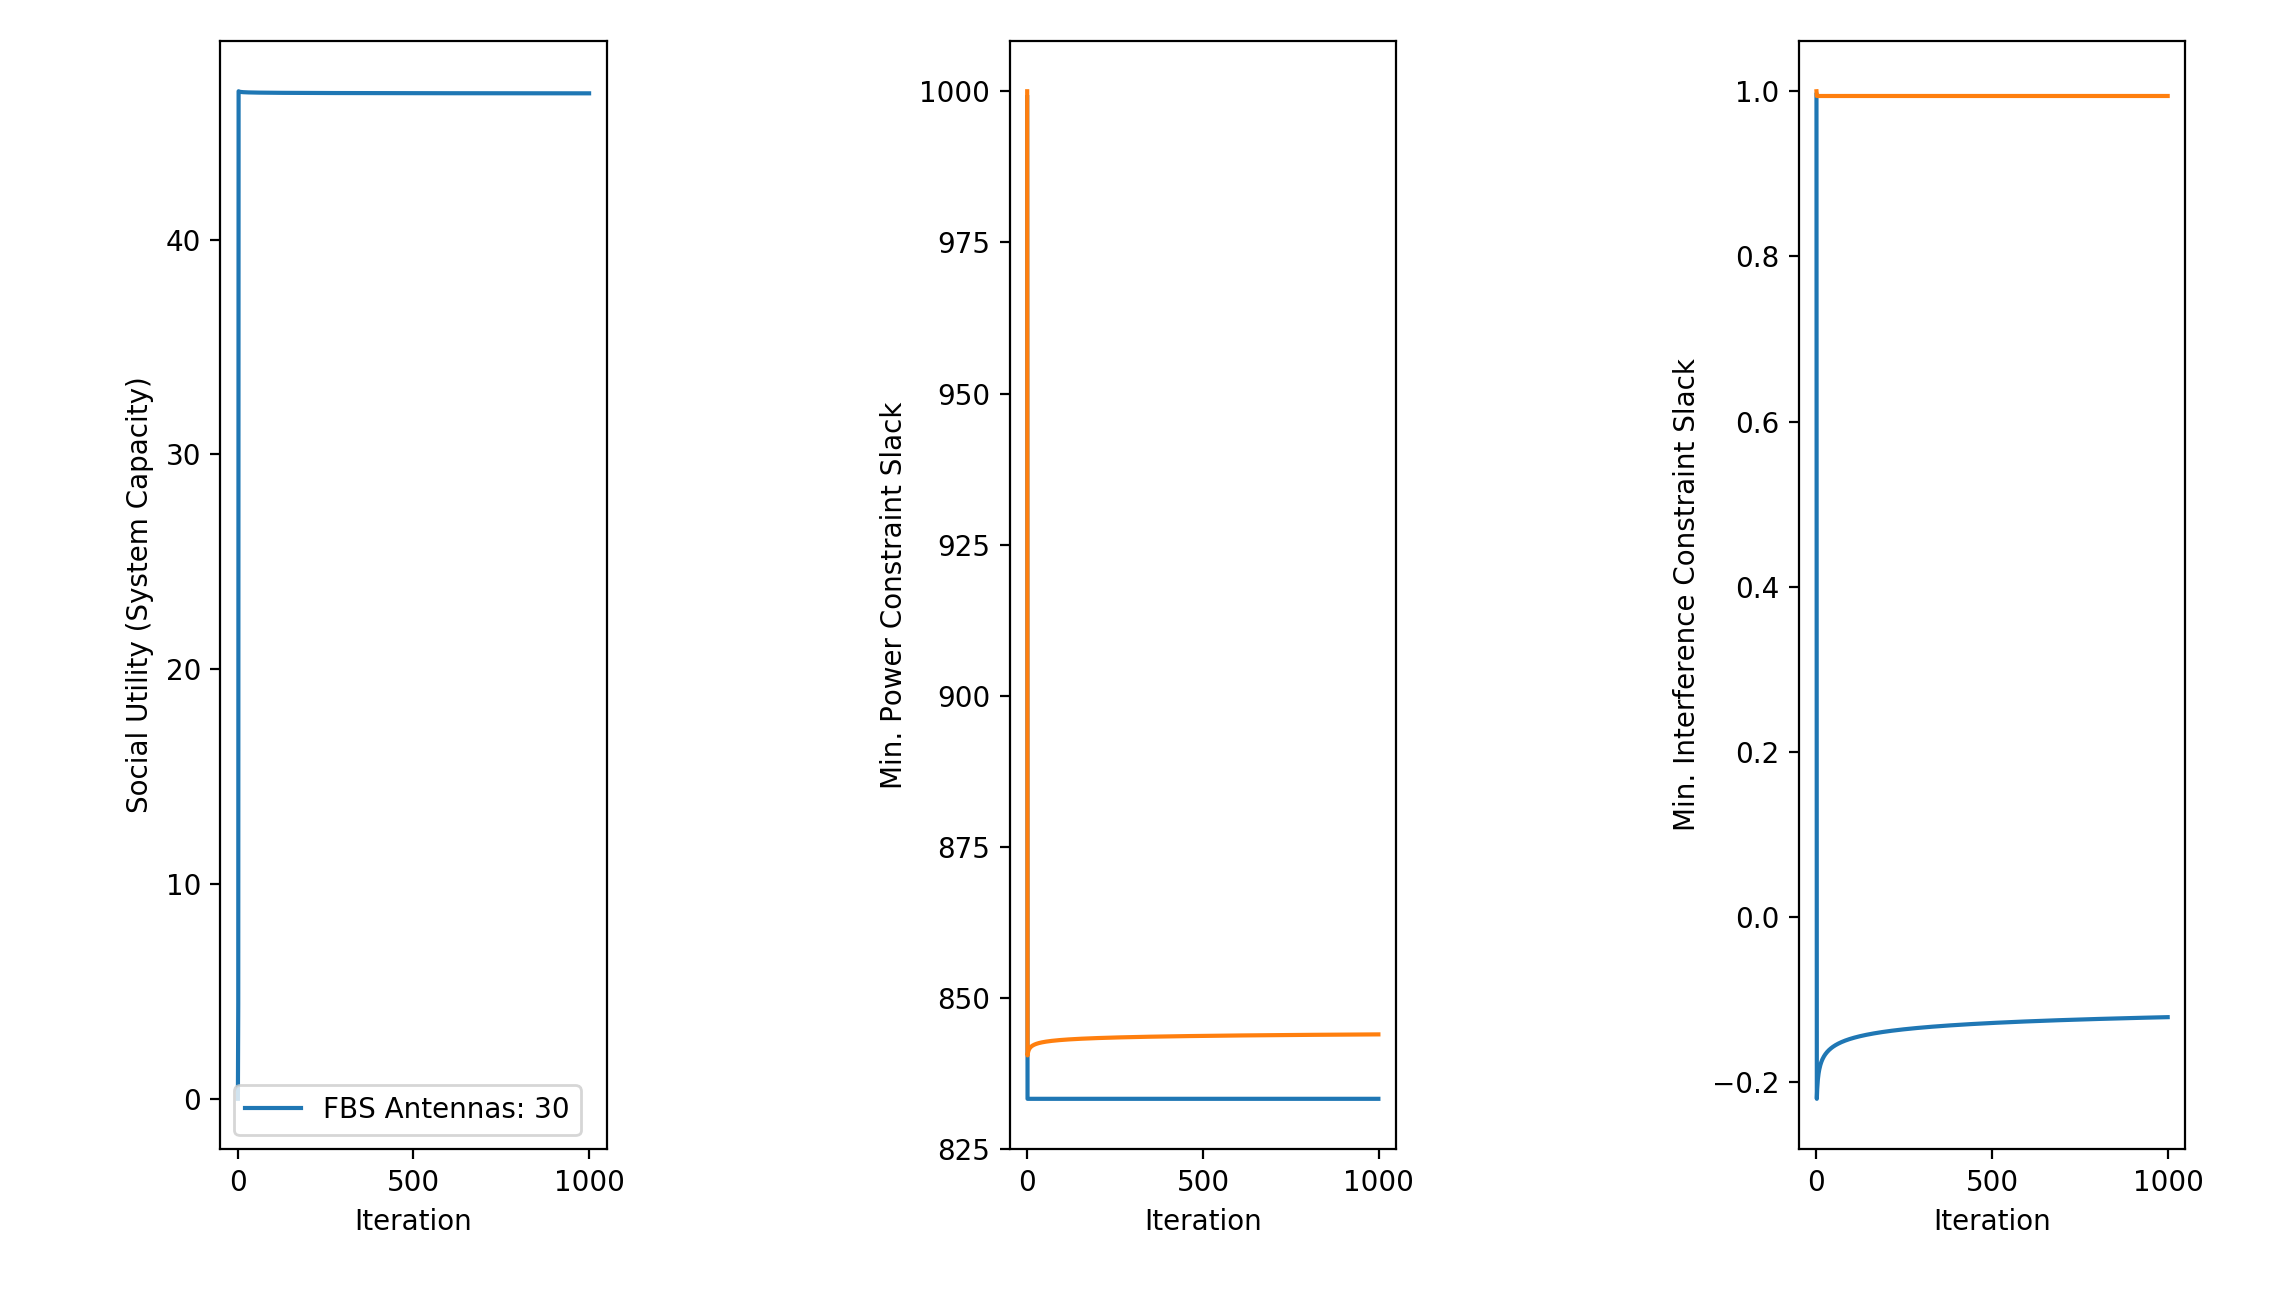 Social Utility (System Capacity)
40
30
20
10
0
FBS Antennas: 30
0 500 1000
Iteration
Min. Power Constraint Slack
1000
975
950
925
900
875
850
825
0 500 1000
Iteration
Min. Interference Constraint Slack
1.0
0.8
0.6
0.4
0.2
0.0
−0.2
0 500 1000
Iteration